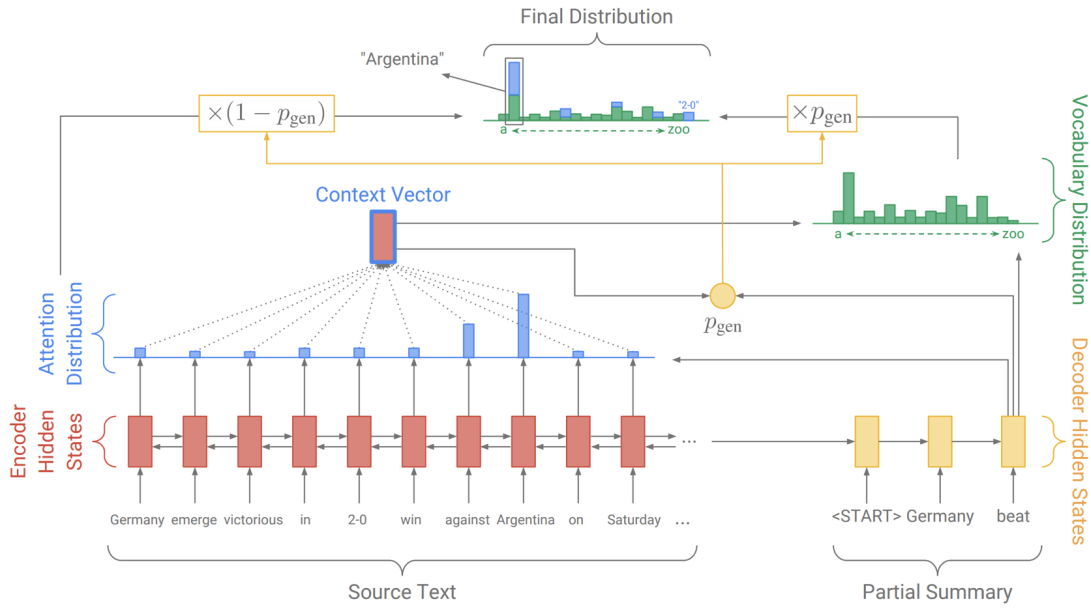 Final Distribution
"Argentina"
×(1 − p_gen)
"2-0"
a
zoo
×p_gen
Context Vector
Vocabulary Distribution
a
zoo
Attention
Distribution
p_gen
Encoder
Hidden
States
...
Decoder Hidden States
Germany emerge victorious in 2-0 win against Argentina on Saturday ...
<START> Germany beat
Source Text
Partial Summary